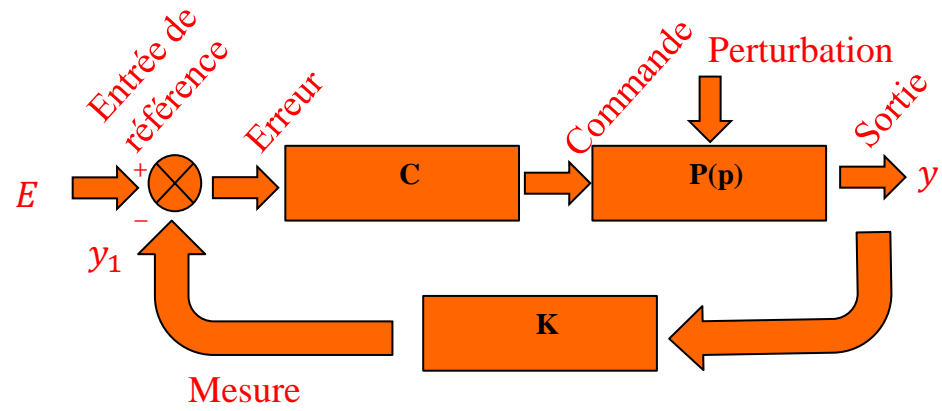 Entrée de
référence
Erreur
Commande
Perturbation
Sortie
E
+
−
C
P(p)
y
y₁
K
Mesure